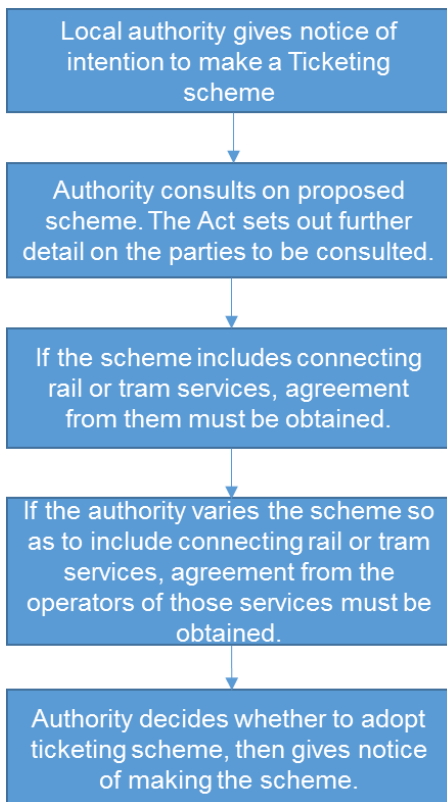 Local authority gives notice of
intention to make a Ticketing
scheme
Authority consults on proposed
scheme. The Act sets out further
detail on the parties to be consulted.
If the scheme includes connecting
rail or tram services, agreement
from them must be obtained.
If the authority varies the scheme so
as to include connecting rail or tram
services, agreement from the
operators of those services must be
obtained.
Authority decides whether to adopt
ticketing scheme, then gives notice
of making the scheme.